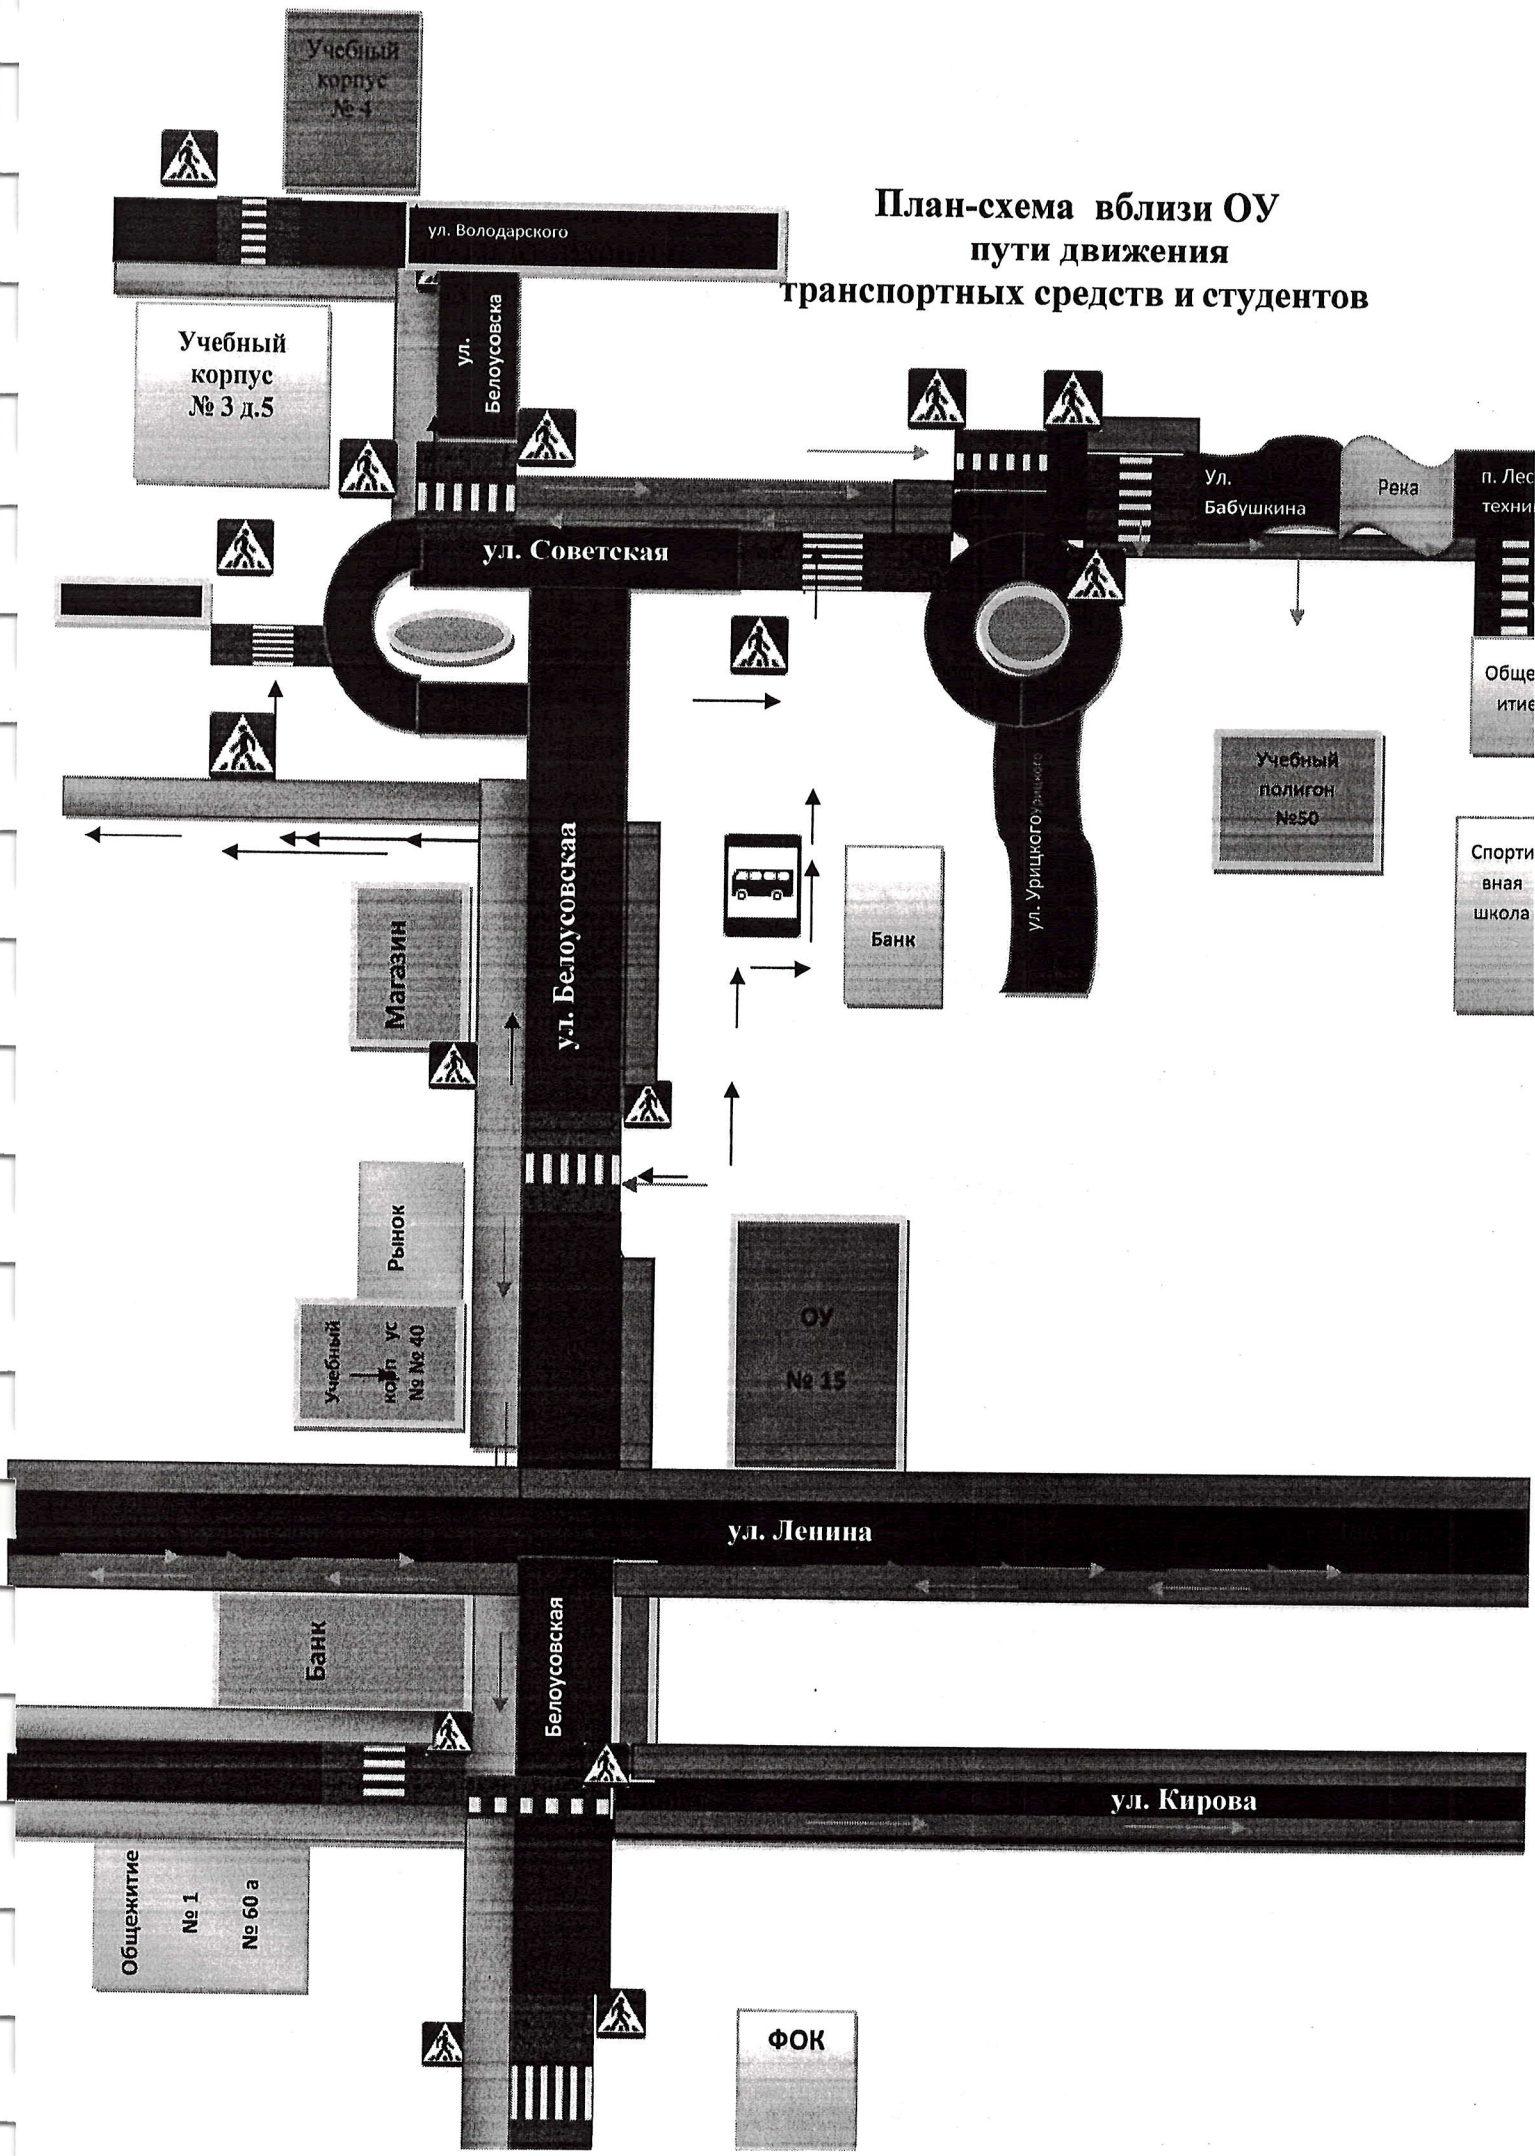 Учебный
корпус
№ 4
План-схема вблизи ОУ
пути движения
транспортных средств и студентов
ул. Володарского
ул.
Белоусовска
Учебный
корпус
№ 3 д.5
ул. Советская
Ул.
Бабушкина
Река
п. Лес
техни
Обще
итие
Учебный
полигон
№50
Спорти
вная
школа
ул. Белоусовскаа
Магазин
Банк
ул. Урицкого
Рынок
Учебный
корп ус
№ № 40
ОУ
№ 15
ул. Ленина
Банк
Белоусовская
ул. Кирова
Общежитие
№ 1
№ 60 а
ФОК